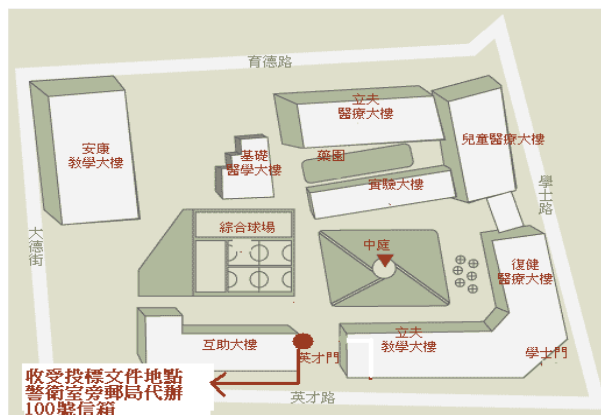 育德路
立夫
醫療大樓
兒童醫療大樓
安康
教學大樓
基礎
醫學大樓
藥園
實驗大樓
學士路
大德街
綜合球場
中庭
復健
醫療大樓
互助大樓
英才門
立夫
教學大樓
學士門
收受投標文件地點
警衛室旁郵局代辦
100號信箱
英才路